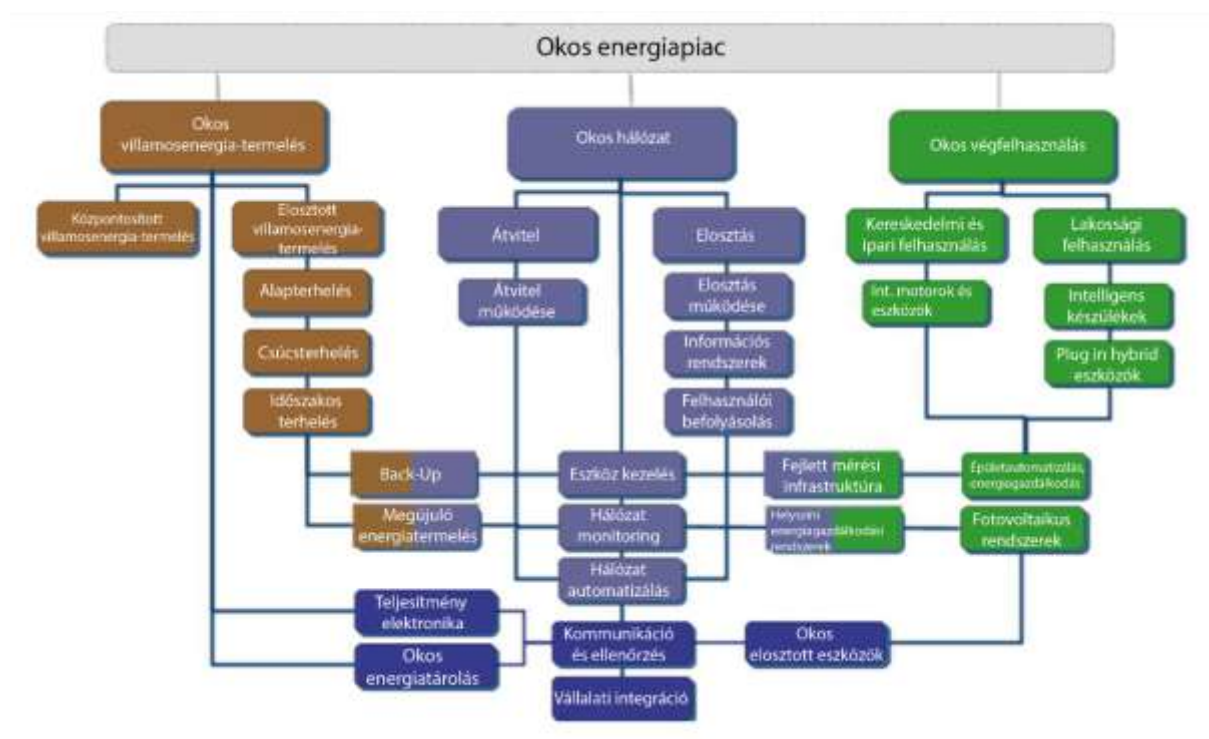 Okos energiapiac
Okos
villamosenergia-termelés
Okos hálózat
Okos végfelhasználás
Központosított
villamosenergia-termelés
Elosztott
villamosenergia-
termelés
Átvitel
Elosztás
Kereskedelmi és
ipari felhasználás
Lakossági
felhasználás
Alapterhelés
Átvitel
működése
Elosztás
működése
Int. motorok és
eszközök
Intelligens
készülékek
Csúcsterhelés
Információs
rendszerek
Plug in hybrid
eszközök
Időszakos
terhelés
Felhasználói
befolyásolás
Back-Up
Eszköz kezelés
Fejlett mérési
infrastruktúra
Épületautomatizálás,
energiagazdálkodás
Megújuló
energiatermelés
Hálózat
monitoring
Helyszíni
energiagazdálkodási
rendszerek
Fotovoltaikus
rendszerek
Hálózat
automatizálás
Teljesítmény
elektronika
Kommunikáció
és ellenőrzés
Okos
elosztott eszközök
Okos
energiatárolás
Vállalati integráció